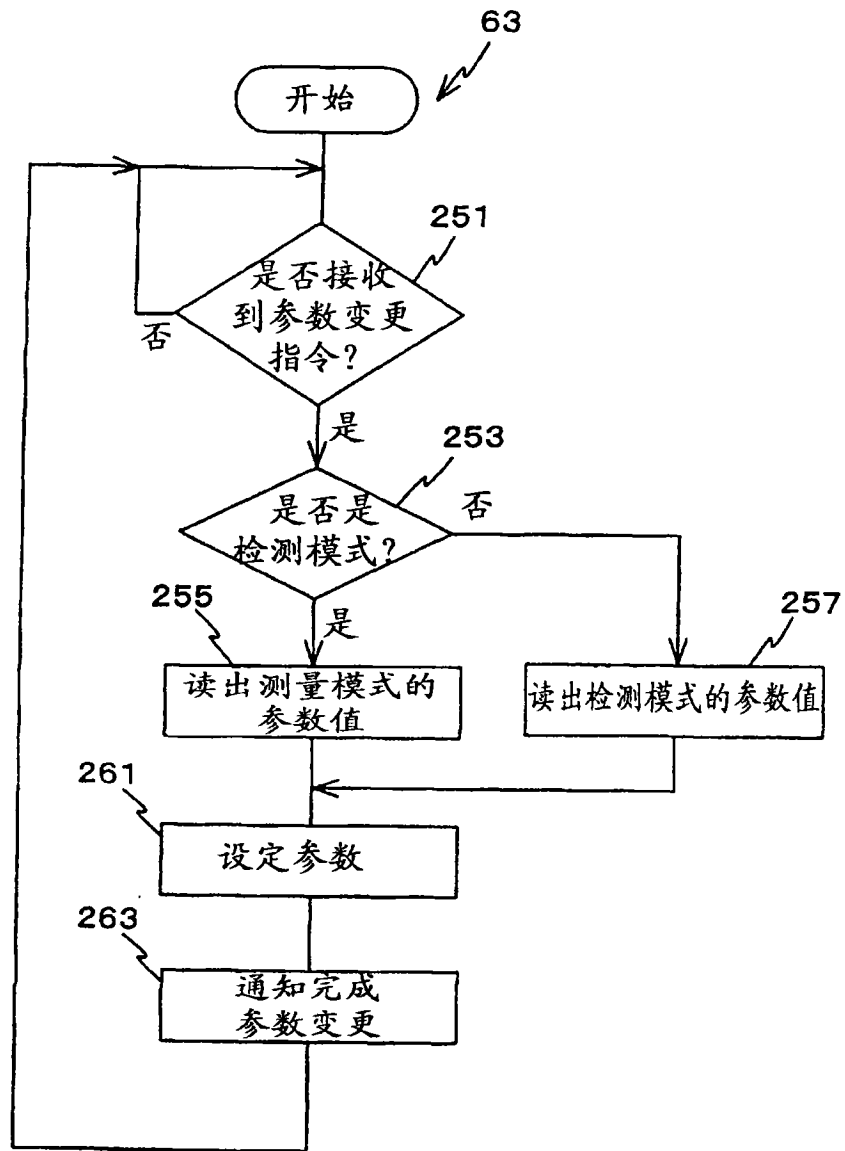 63
开始
251
是否接收
到参数变更
指令?
否
是
253
是否是
检测模式?
否
255
是
257
读出测量模式的
参数值
读出检测模式的参数值
261
设定参数
263
通知完成
参数变更